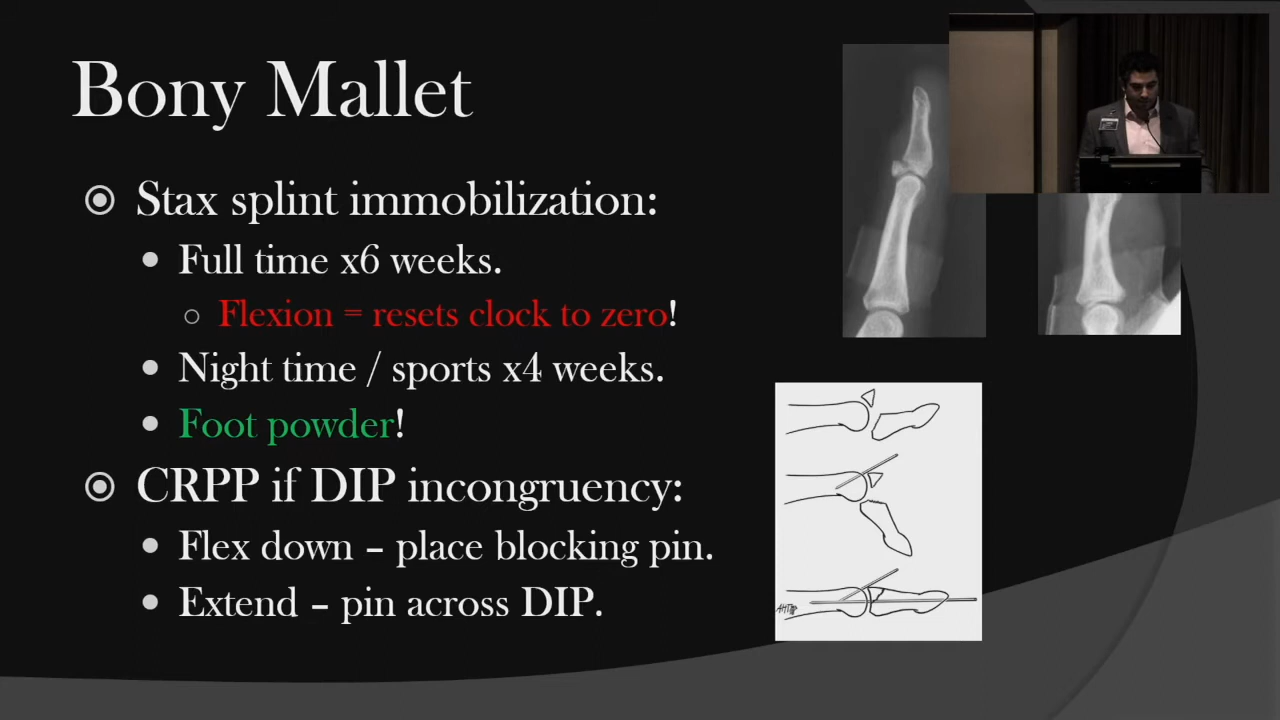 Bony Mallet
Stax splint immobilization:
Full time x6 weeks.
Flexion = resets clock to zero!
Night time / sports x4 weeks.
Foot powder!
CRPP if DIP incongruency:
Flex down – place blocking pin.
Extend – pin across DIP.